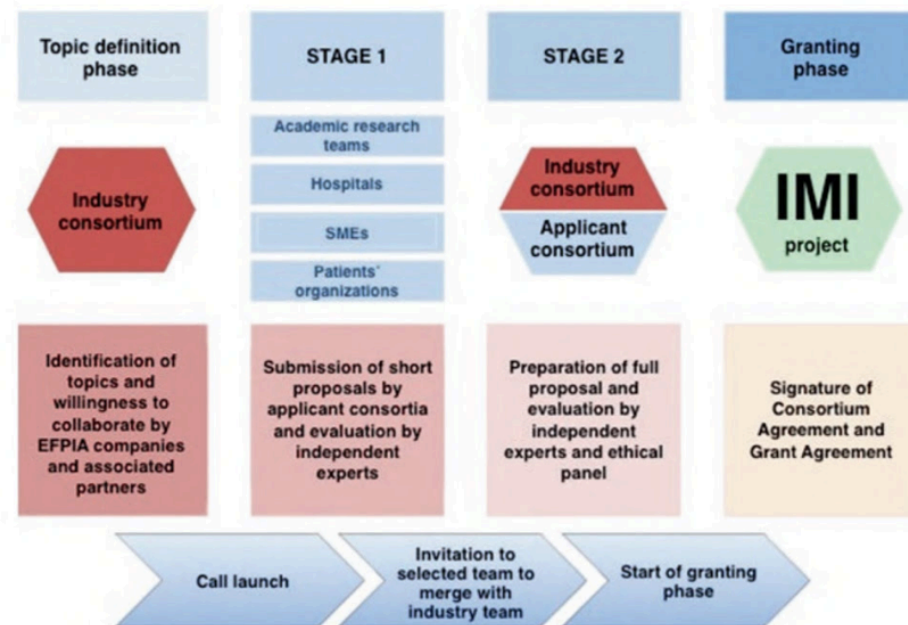 Topic definition
phase
STAGE 1
STAGE 2
Granting
phase
Industry
consortium
Academic research
teams
Hospitals
SMEs
Patients´
organizations
Industry
consortium
Applicant
consortium
IMI
project
Identification of
topics and
willingness to
collaborate by
EFPIA companies
and associated
partners
Submission of short
proposals by
applicant consortia
and evaluation by
independent
experts
Preparation of full
proposal and
evaluation by
independent
experts and ethical
panel
Signature of
Consortium
Agreement and
Grant Agreement
Call launch
Invitation to
selected team to
merge with
industry team
Start of granting
phase